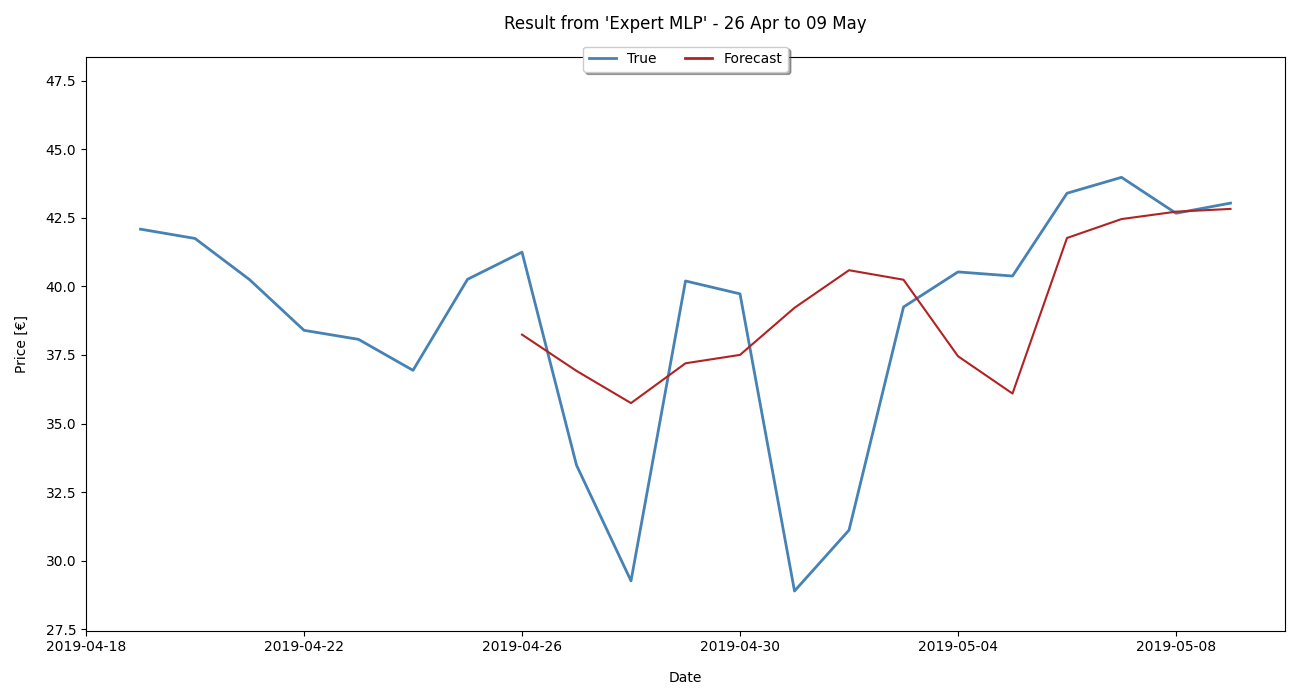 Result from 'Expert MLP' - 26 Apr to 09 May
True Forecast
47.5
45.0
42.5
40.0
37.5
35.0
32.5
30.0
27.5
Price [€]
2019-04-18 2019-04-22 2019-04-26 2019-04-30 2019-05-04 2019-05-08
Date